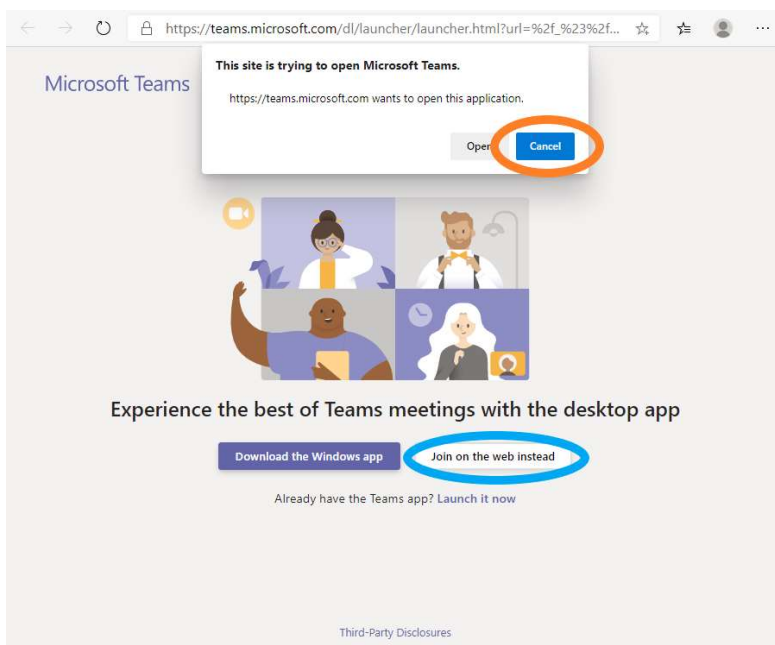 https://teams.microsoft.com/dl/launcher/launcher.html?url=%2f_%23%2f...
This site is trying to open Microsoft Teams.
Microsoft Teams
https://teams.microsoft.com wants to open this application.
Open Cancel
Experience the best of Teams meetings with the desktop app
Download the Windows app Join on the web instead
Already have the Teams app? Launch it now
Third-Party Disclosures